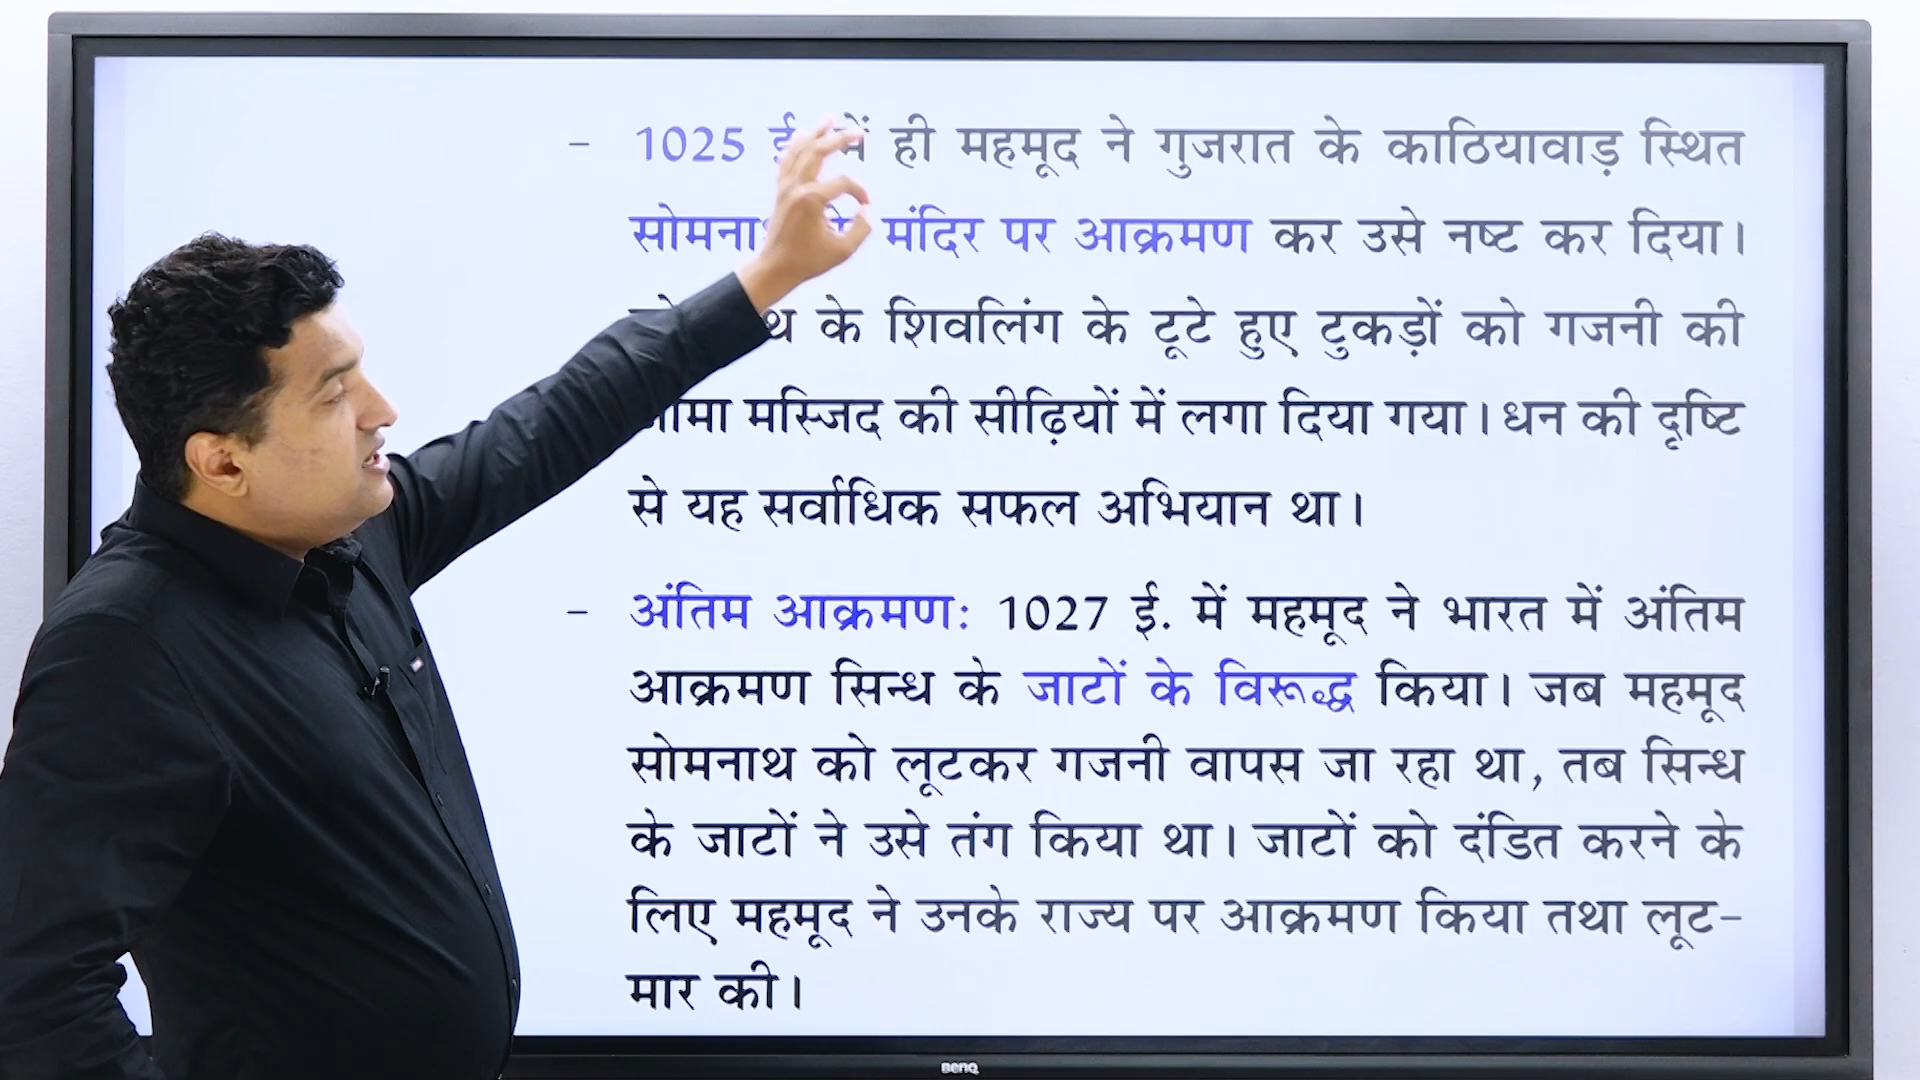 - 1025 ई. में ही महमूद ने गुजरात के काठियावाड़ स्थित
सोमनाथ के मंदिर पर आक्रमण कर उसे नष्ट कर दिया।
के शिवलिंग के टूटे हुए टुकड़ों को गजनी की
जामा मस्जिद की सीढ़ियों में लगा दिया गया। धन की दृष्टि
से यह सर्वाधिक सफल अभियान था।
- अंतिम आक्रमण: 1027 ई. में महमूद ने भारत में अंतिम
आक्रमण सिन्ध के जाटों के विरूद्ध किया। जब महमूद
सोमनाथ को लूटकर गजनी वापस जा रहा था, तब सिन्ध
के जाटों ने उसे तंग किया था। जाटों को दंडित करने के
लिए महमूद ने उनके राज्य पर आक्रमण किया तथा लूट-
मार की।
BenQ